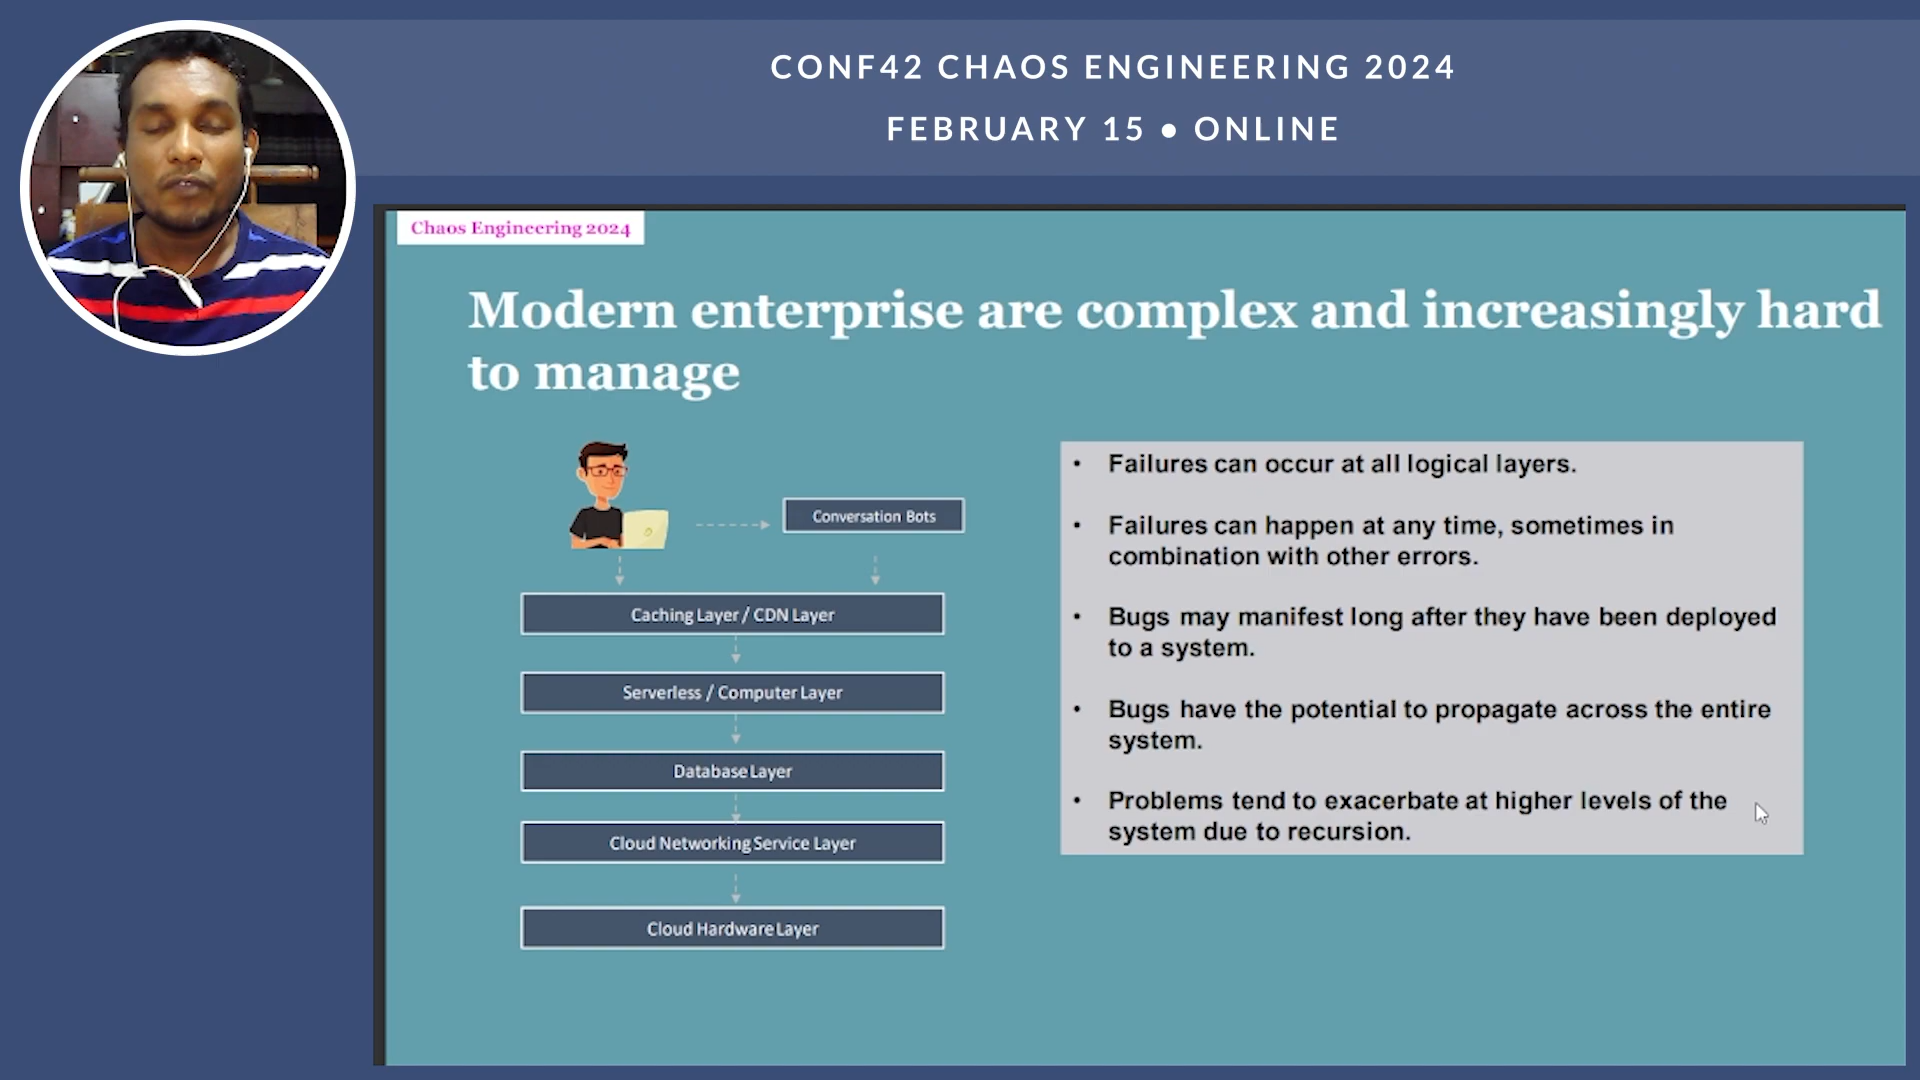 CONF42 CHAOS ENGINEERING 2024
FEBRUARY 15 • ONLINE
Chaos Engineering 2024
Modern enterprise are complex and increasingly hard
to manage
Conversation Bots
Caching Layer / CDN Layer
Serverless / Computer Layer
Database Layer
Cloud Networking Service Layer
Cloud Hardware Layer
• Failures can occur at all logical layers.
• Failures can happen at any time, sometimes in
combination with other errors.
• Bugs may manifest long after they have been deployed
to a system.
• Bugs have the potential to propagate across the entire
system.
• Problems tend to exacerbate at higher levels of the
system due to recursion.